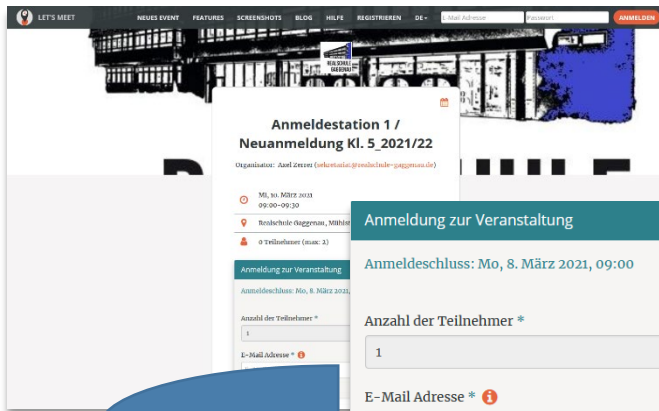 LET'S MEET NEUES EVENT FEATURES SCREENSHOTS BLOG HILFE REGISTRIEREN DE E-Mail Adresse Passwort ANMELDEN
REALSCHULE
GAGGENAU
Anmeldestation 1 /
Neuanmeldung Kl. 5_2021/22
Organisator: Axel Zerrer (sekretariat@realschule-gaggenau.de)
Mi, 10. März 2021
09:00-09:30
Realschule Gaggenau,
0 Teilnehmer (max: 2)
Anmeldung zur Veranstaltung
Anmeldeschluss: Mo, 8. März 2021,
Anzahl der Teilnehmer *
1
E-Mail Adresse *
Anmeldung zur Veranstaltung
Anmeldeschluss: Mo, 8. März 2021, 09:00
Anzahl der Teilnehmer *
1
E-Mail Adresse *